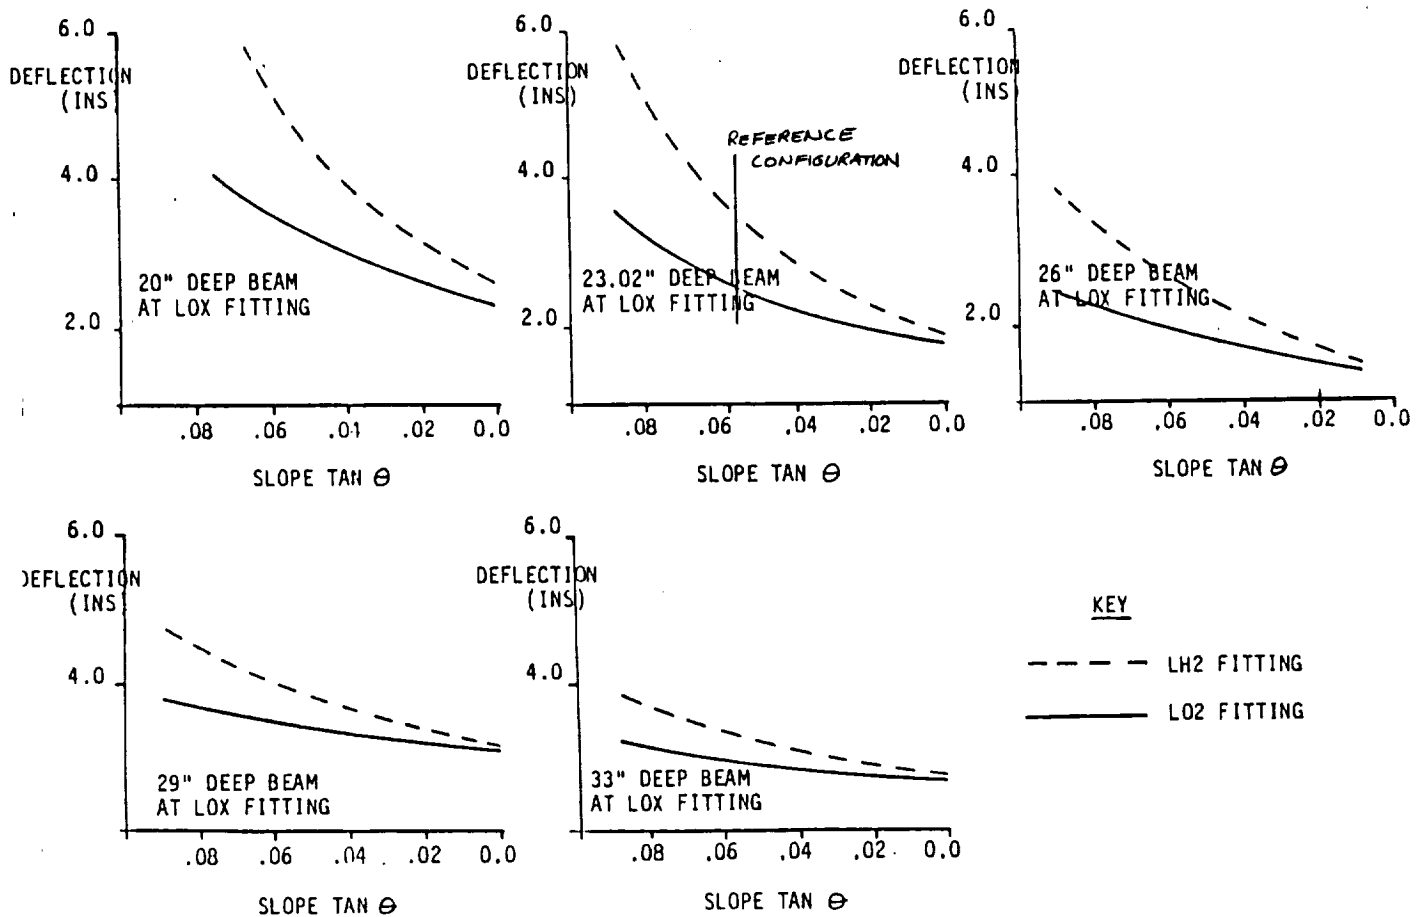 6.0
DEFLECTION
(INS)
4.0
20" DEEP BEAM
AT LOX FITTING
2.0
.08 .06 .04 .02 0.0
SLOPE TAN Θ
6.0
DEFLECTION
(INS)
REFERENCE
CONFIGURATION
4.0
23.02" DEEP BEAM
AT LOX FITTING
2.0
.08 .06 .04 .02 0.0
SLOPE TAN Θ
6.0
DEFLECTION
(INS)
4.0
26" DEEP BEAM
AT LOX FITTING
2.0
.08 .06 .04 .02 0.0
SLOPE TAN Θ
6.0
DEFLECTION
(INS)
4.0
29" DEEP BEAM
AT LOX FITTING
.08 .06 .04 .02 0.0
SLOPE TAN Θ
6.0
DEFLECTION
(INS)
4.0
33" DEEP BEAM
AT LOX FITTING
.08 .06 .04 .02 0.0
SLOPE TAN Θ
KEY
LH2 FITTING
LO2 FITTING